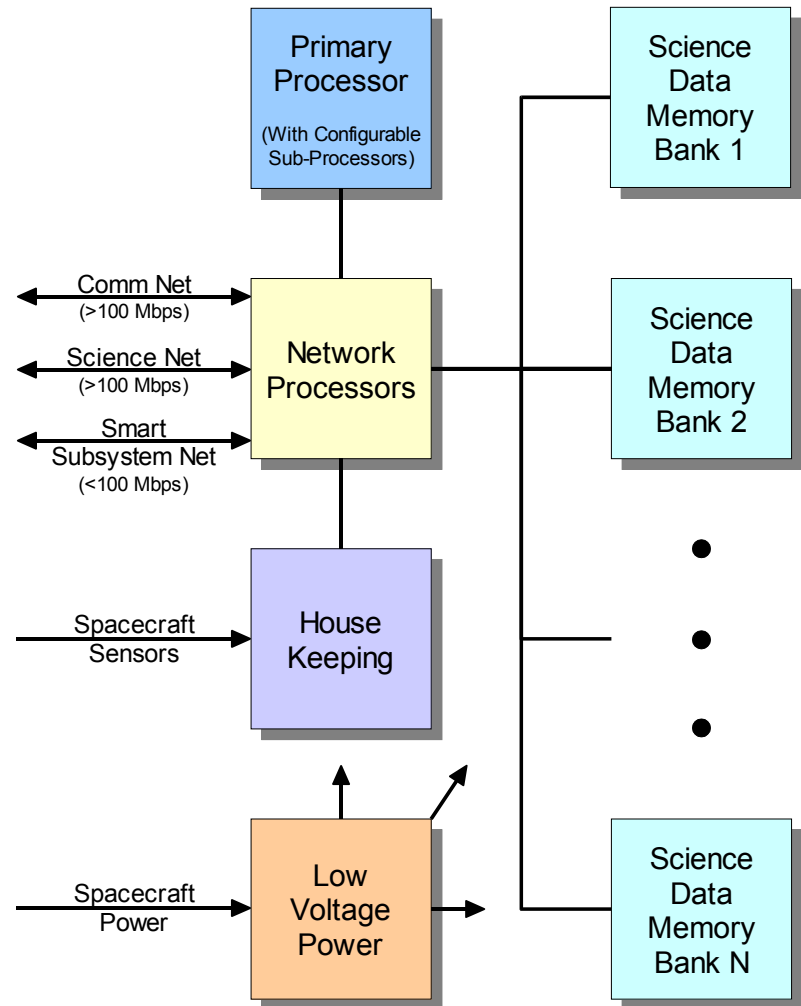 Primary
Processor
(With Configurable
Sub-Processors)
Science
Data
Memory
Bank 1
Comm Net
(>100 Mbps)
Science Net
(>100 Mbps)
Smart
Subsystem Net
(<100 Mbps)
Network
Processors
Science
Data
Memory
Bank 2
Spacecraft
Sensors
House
Keeping
Spacecraft
Power
Low
Voltage
Power
Science
Data
Memory
Bank N